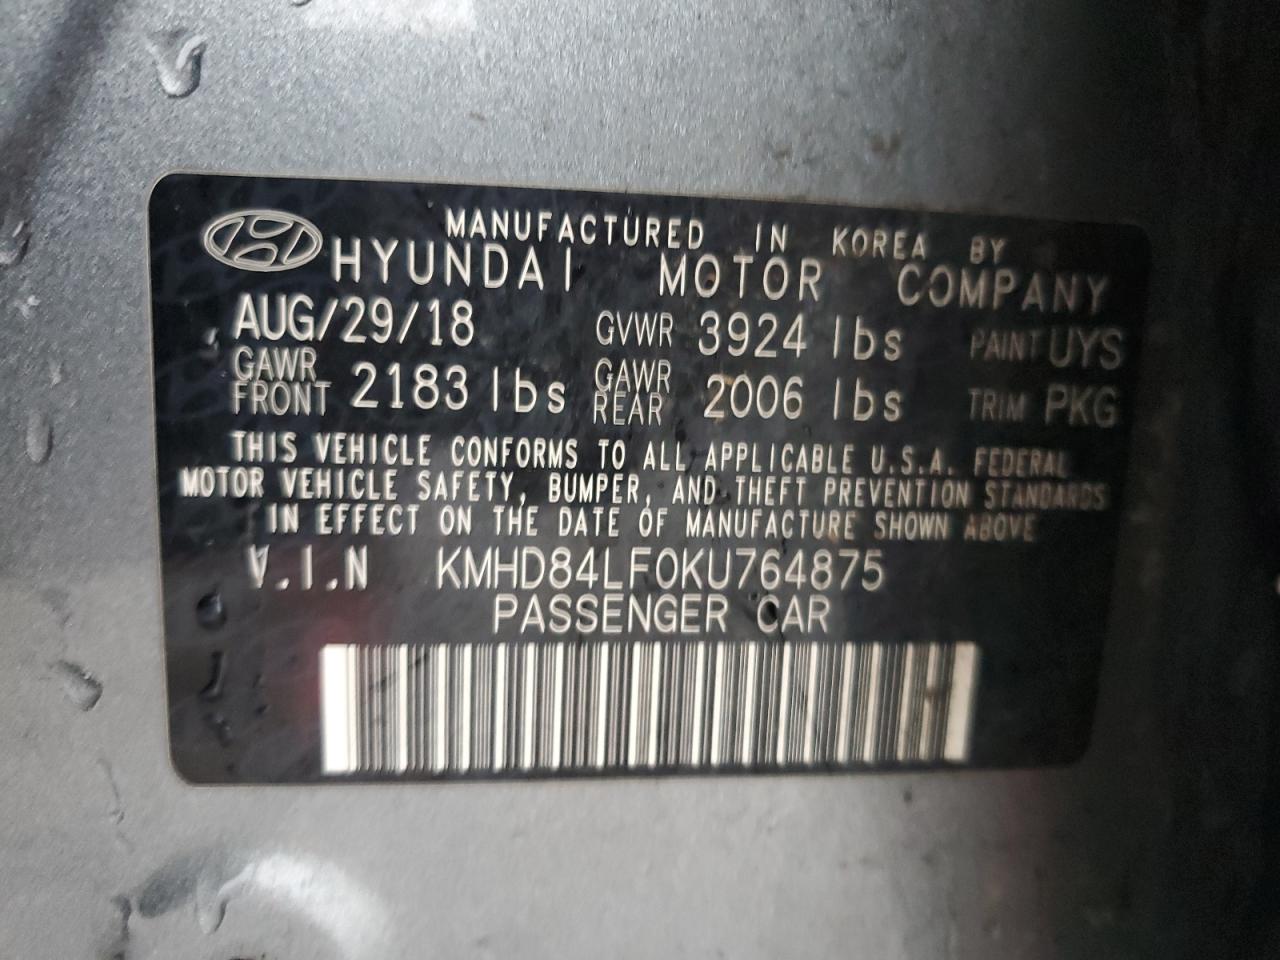 MANUFACTURED IN KOREA BY
HYUNDAI MOTOR COMPANY
AUG/29/18 GVWR 3924 lbs PAINT UYS
GAWR FRONT 2183 lbs GAWR REAR 2006 lbs TRIM PKG
THIS VEHICLE CONFORMS TO ALL APPLICABLE U.S.A. FEDERAL
MOTOR VEHICLE SAFETY, BUMPER, AND THEFT PREVENTION STANDARDS
IN EFFECT ON THE DATE OF MANUFACTURE SHOWN ABOVE
V.I.N KMHD84LF0KU764875
PASSENGER CAR